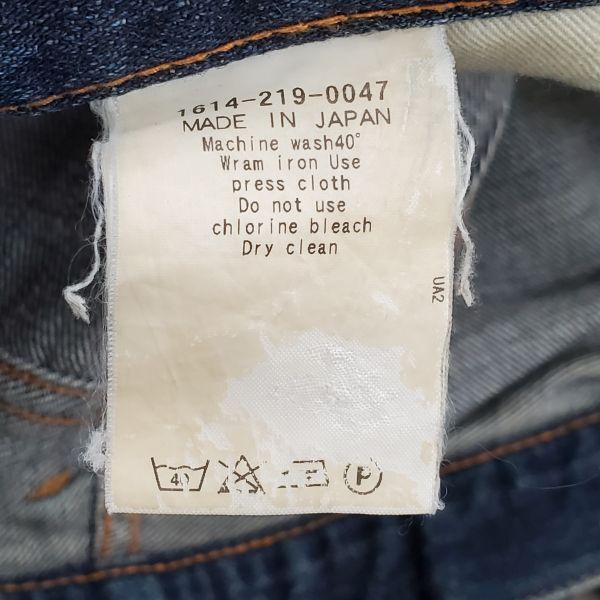 1614-219-0047
MADE IN JAPAN
Machine wash40°
Wram iron Use
press cloth
Do not use
chlorine bleach
Dry clean
UA2
40 P